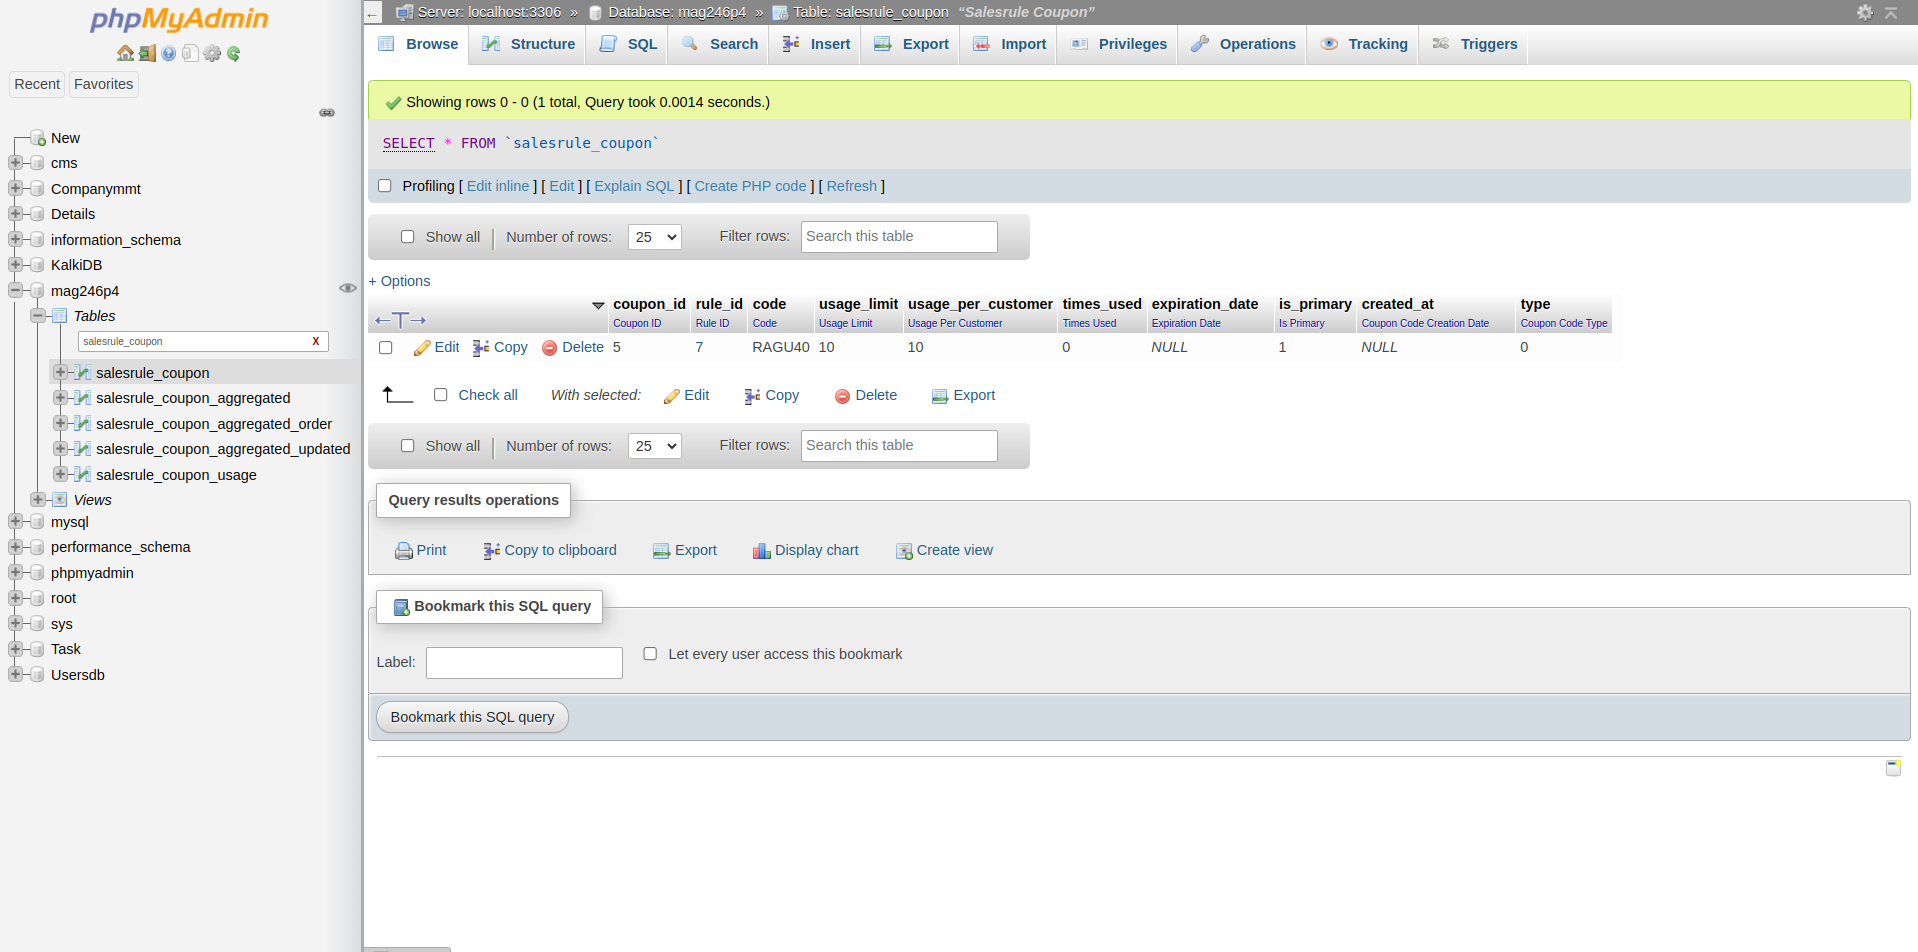 phpMyAdmin
Recent Favorites
New
cms
Companymmt
Details
information_schema
KalkiDB
mag246p4
Tables
salesrule_coupon X
salesrule_coupon
salesrule_coupon_aggregated
salesrule_coupon_aggregated_order
salesrule_coupon_aggregated_updated
salesrule_coupon_usage
Views
mysql
performance_schema
phpmyadmin
root
sys
Task
Usersdb
Server: localhost:3306 » Database: mag246p4 » Table: salesrule_coupon “Salesrule Coupon”
Browse Structure SQL Search Insert Export Import Privileges Operations Tracking Triggers
Showing rows 0 - 0 (1 total, Query took 0.0014 seconds.)
SELECT * FROM `salesrule_coupon`
Profiling [ Edit inline ] [ Edit ] [ Explain SQL ] [ Create PHP code ] [ Refresh ]
Show all | Number of rows: 25 Filter rows: Search this table
+ Options
coupon_id rule_id code usage_limit usage_per_customer times_used expiration_date is_primary created_at type
Coupon ID Rule ID Code Usage Limit Usage Per Customer Times Used Expiration Date Is Primary Coupon Code Creation Date Coupon Code Type
Edit Copy Delete 5 7 RAGU40 10 10 0 NULL 1 NULL 0
Check all With selected: Edit Copy Delete Export
Show all | Number of rows: 25 Filter rows: Search this table
Query results operations
Print Copy to clipboard Export Display chart Create view
Bookmark this SQL query
Label: Let every user access this bookmark
Bookmark this SQL query